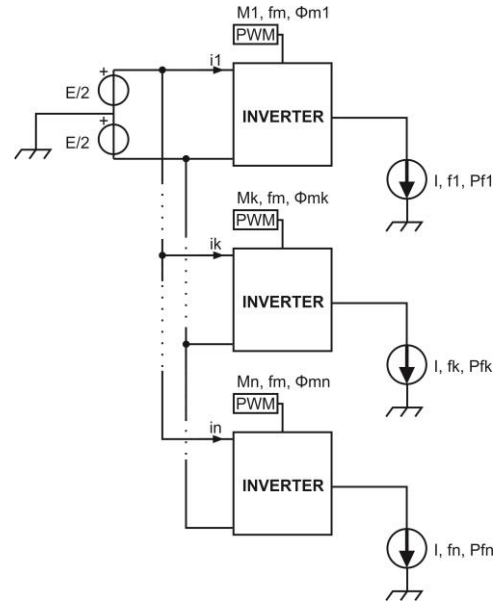 M1, fm, Φm1
PWM
i1
+
E/2
+
E/2
INVERTER
I, f1, Pf1
Mk, fm, Φmk
PWM
ik
INVERTER
I, fk, Pfk
Mn, fm, Φmn
PWM
in
INVERTER
I, fn, Pfn